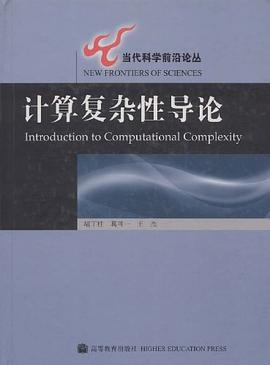 当代科学前沿论丛
NEW FRONTIERS OF SCIENCES
计算复杂性导论
Introduction to Computational Complexity
高等教育出版社 HIGHER EDUCATION PRESS